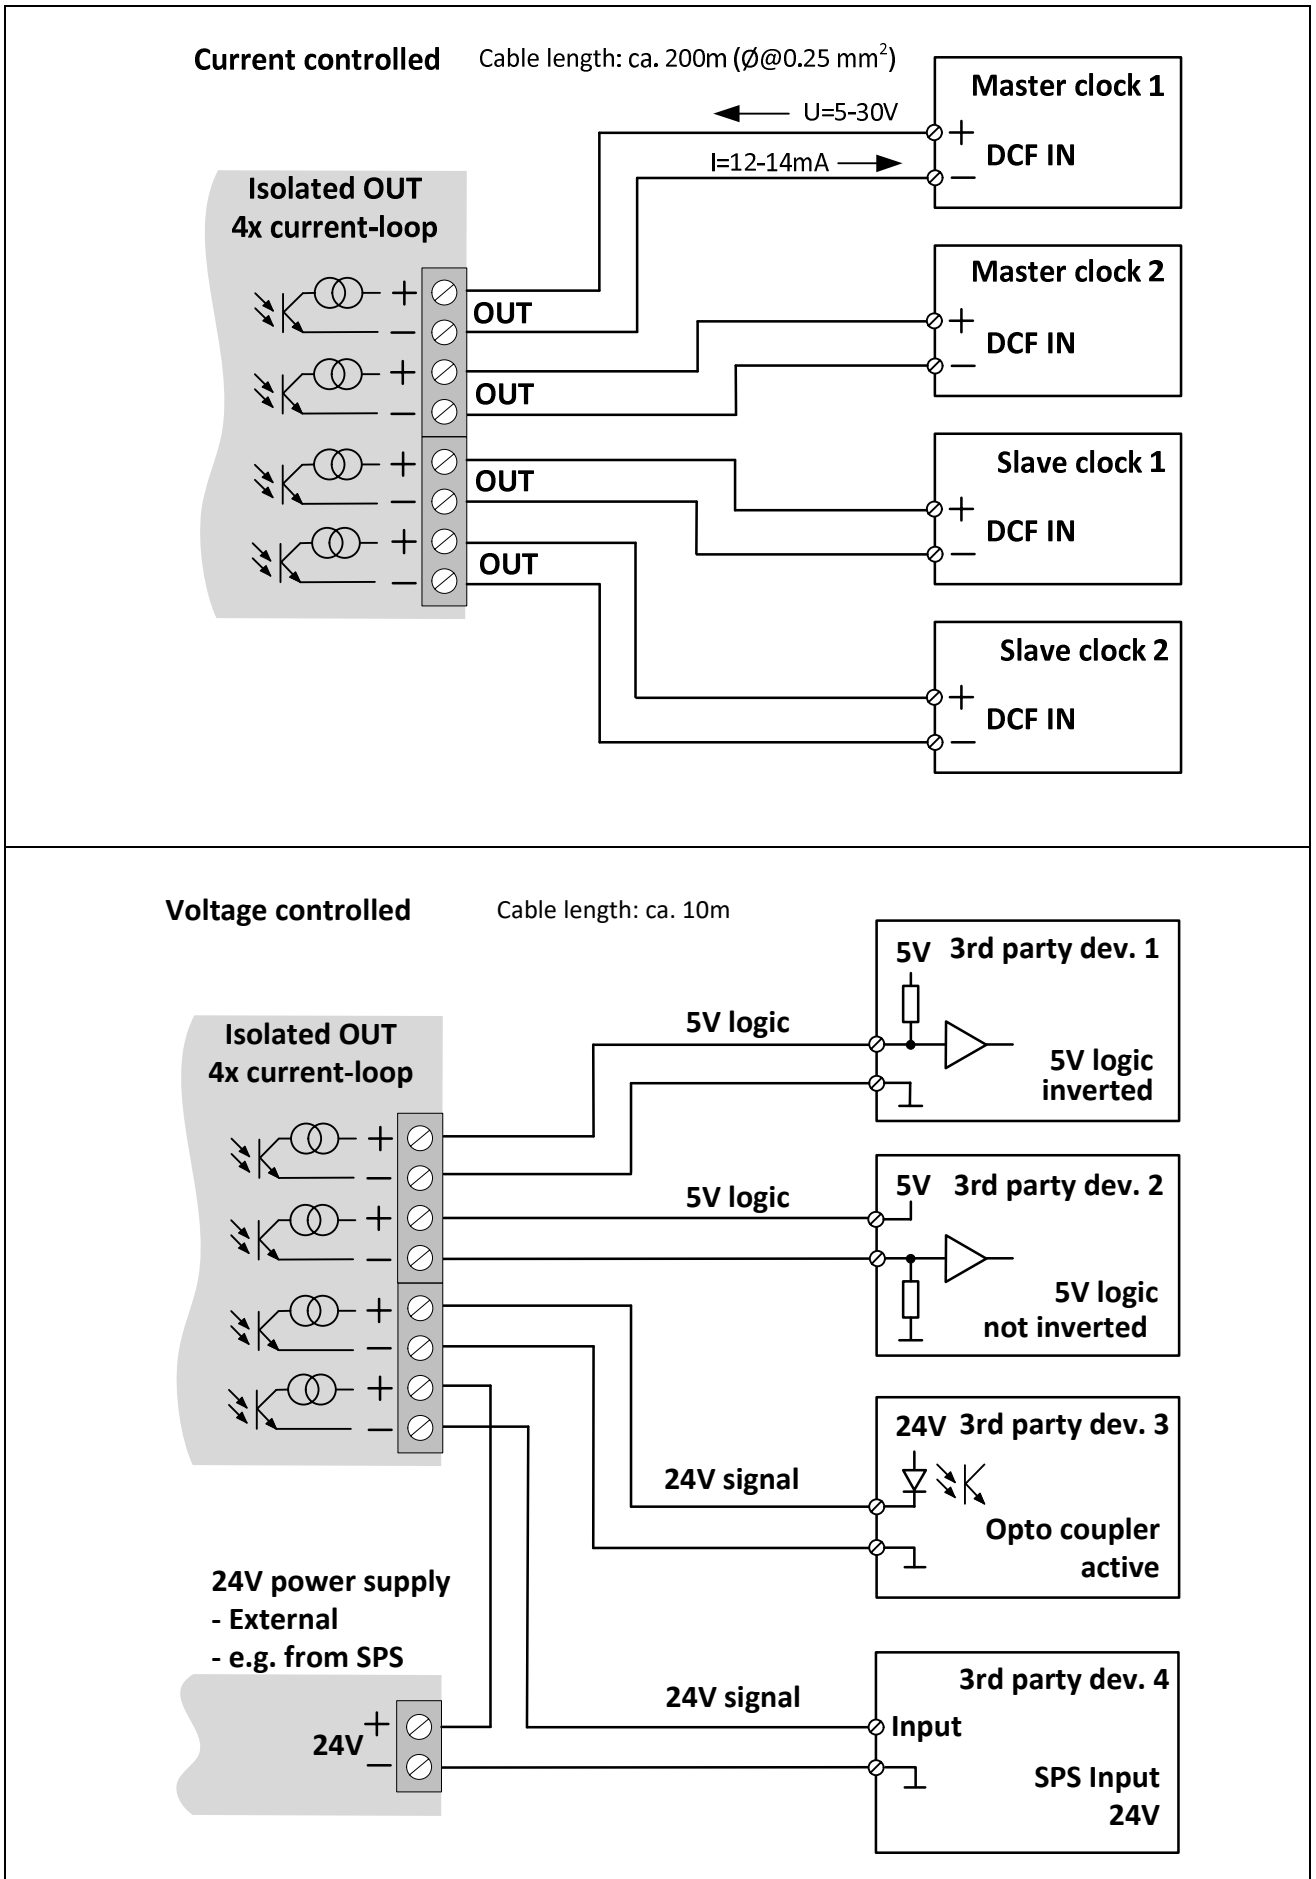 Current controlled Cable length: ca. 200m (Ø@0.25 mm²)
U=5-30V
I=12-14mA
Master clock 1
+
DCF IN
−
Isolated OUT
4x current-loop
+
OUT
−
+
OUT
−
+
OUT
−
+
OUT
−
Master clock 2
+
DCF IN
−
Slave clock 1
+
DCF IN
−
Slave clock 2
+
DCF IN
−
Voltage controlled Cable length: ca. 10m
Isolated OUT
4x current-loop
+
−
+
−
+
−
+
−
5V logic
5V 3rd party dev. 1
5V logic
inverted
5V logic
5V 3rd party dev. 2
5V logic
not inverted
24V signal
24V 3rd party dev. 3
Opto coupler
active
24V power supply
- External
- e.g. from SPS
+
24V
−
24V signal
3rd party dev. 4
Input
SPS Input
24V